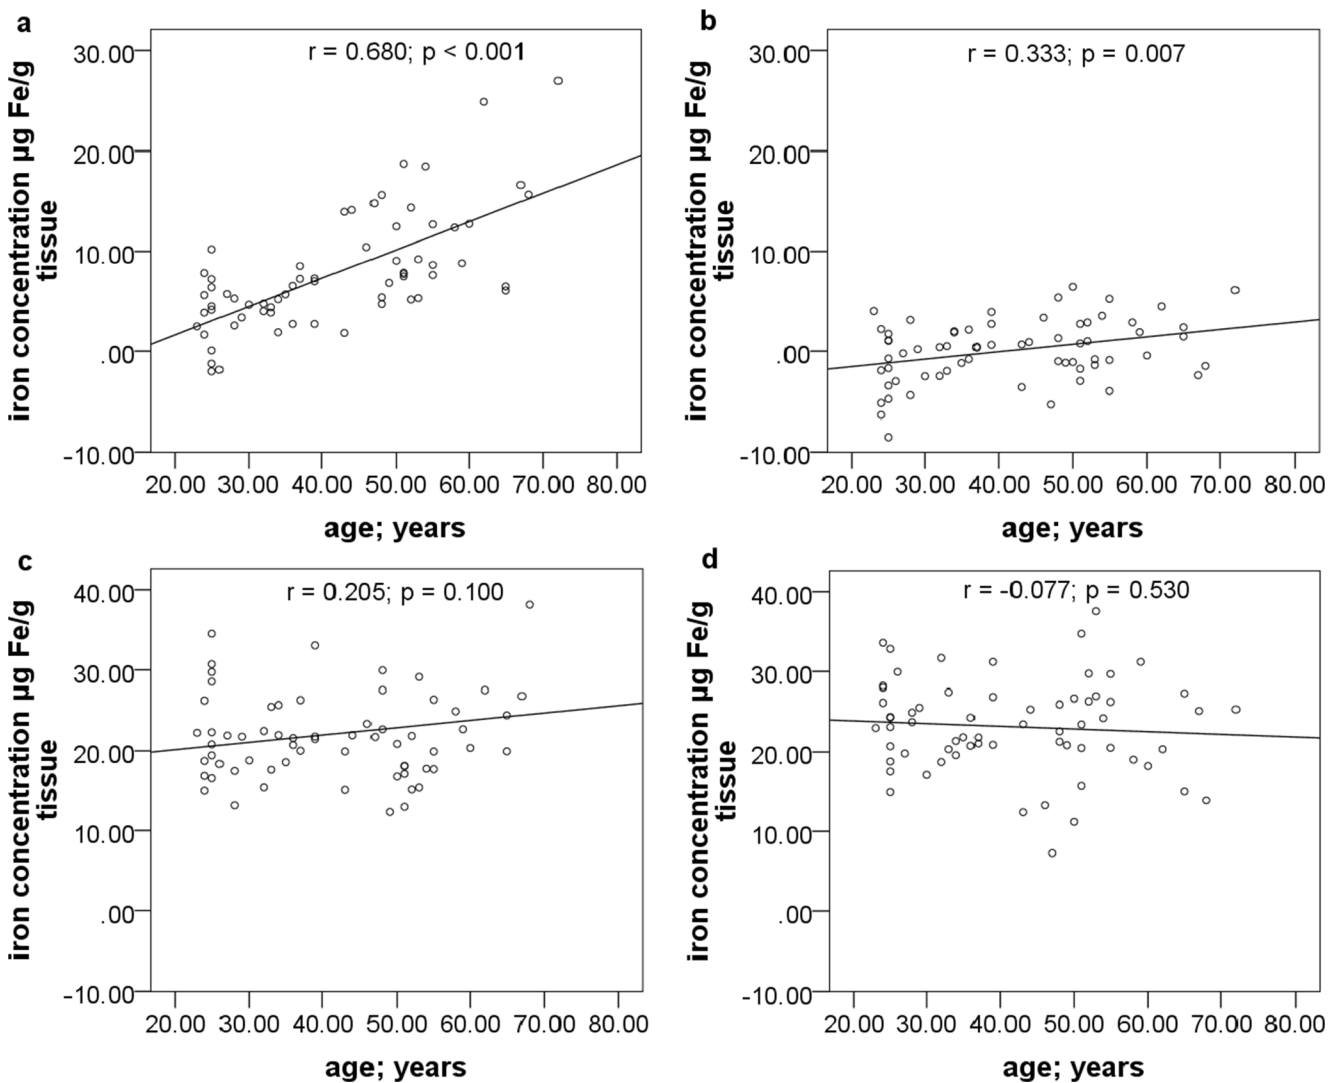 a
r = 0.680; p < 0.001
iron concentration µg Fe/g
tissue
30.00
20.00
10.00
.00
-10.00
20.00 30.00 40.00 50.00 60.00 70.00 80.00
age; years
b
r = 0.333; p = 0.007
iron concentration µg Fe/g
tissue
30.00
20.00
10.00
.00
-10.00
20.00 30.00 40.00 50.00 60.00 70.00 80.00
age; years
c
r = 0.205; p = 0.100
iron concentration µg Fe/g
tissue
40.00
30.00
20.00
10.00
.00
-10.00
20.00 30.00 40.00 50.00 60.00 70.00 80.00
age; years
d
r = -0.077; p = 0.530
iron concentration µg Fe/g
tissue
40.00
30.00
20.00
10.00
.00
-10.00
20.00 30.00 40.00 50.00 60.00 70.00 80.00
age; years